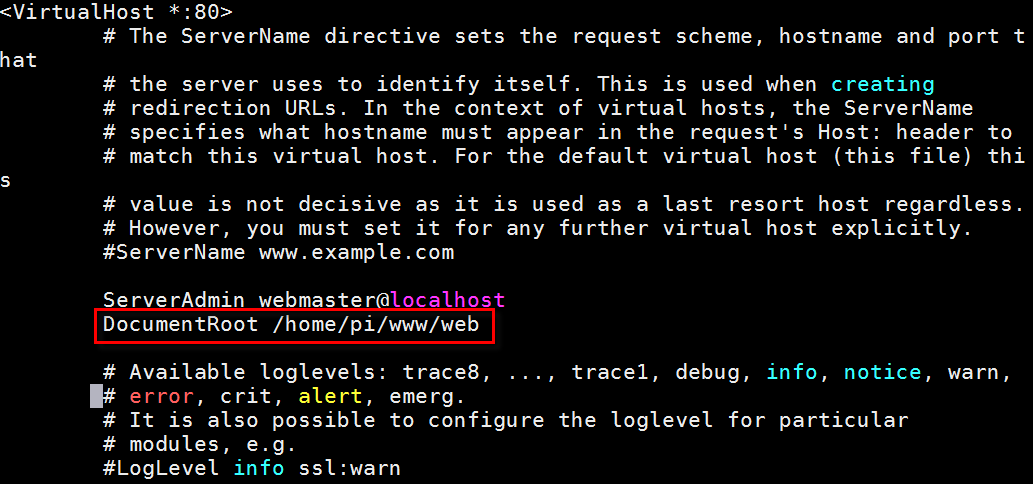 <VirtualHost *:80>
# The ServerName directive sets the request scheme, hostname and port t
hat
# the server uses to identify itself. This is used when creating
# redirection URLs. In the context of virtual hosts, the ServerName
# specifies what hostname must appear in the request's Host: header to
# match this virtual host. For the default virtual host (this file) thi
s
# value is not decisive as it is used as a last resort host regardless.
# However, you must set it for any further virtual host explicitly.
#ServerName www.example.com
ServerAdmin webmaster@localhost
DocumentRoot /home/pi/www/web
# Available loglevels: trace8, ..., trace1, debug, info, notice, warn,
# error, crit, alert, emerg.
# It is also possible to configure the loglevel for particular
# modules, e.g.
#LogLevel info ssl:warn